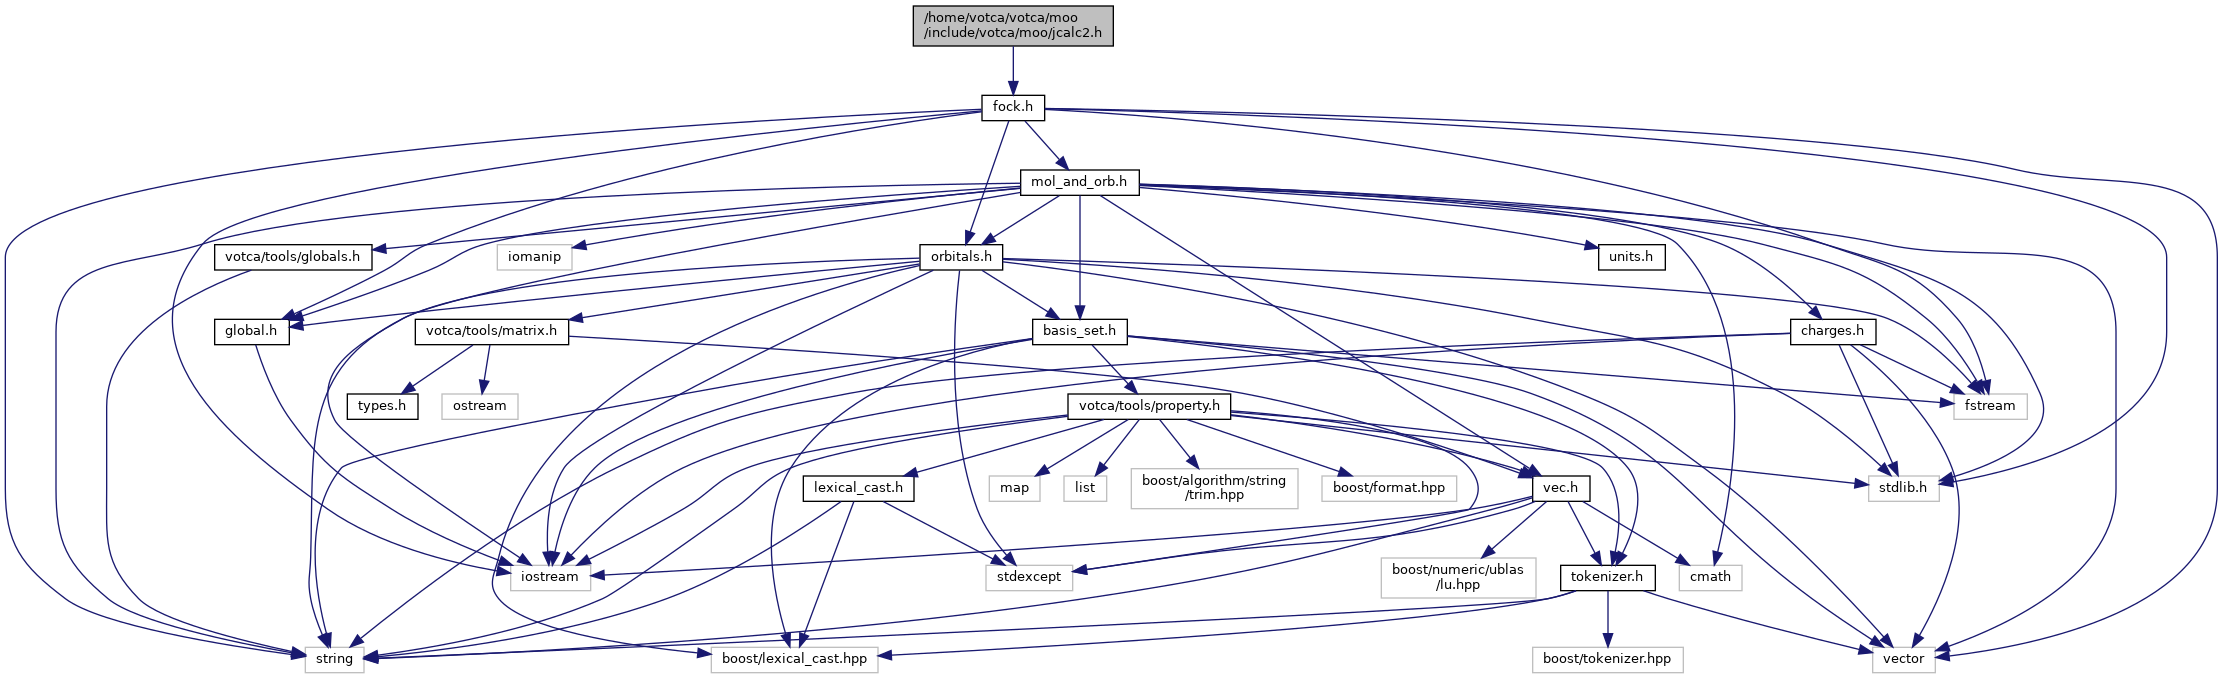 /home/votca/votca/moo
/include/votca/moo/jcalc2.h
fock.h
mol_and_orb.h
votca/tools/globals.h
iomanip
orbitals.h
units.h
global.h
votca/tools/matrix.h
basis_set.h
charges.h
types.h
ostream
votca/tools/property.h
fstream
lexical_cast.h
map
list
boost/algorithm/string
/trim.hpp
boost/format.hpp
vec.h
stdlib.h
iostream
stdexcept
boost/numeric/ublas
/lu.hpp
tokenizer.h
cmath
string
boost/lexical_cast.hpp
boost/tokenizer.hpp
vector